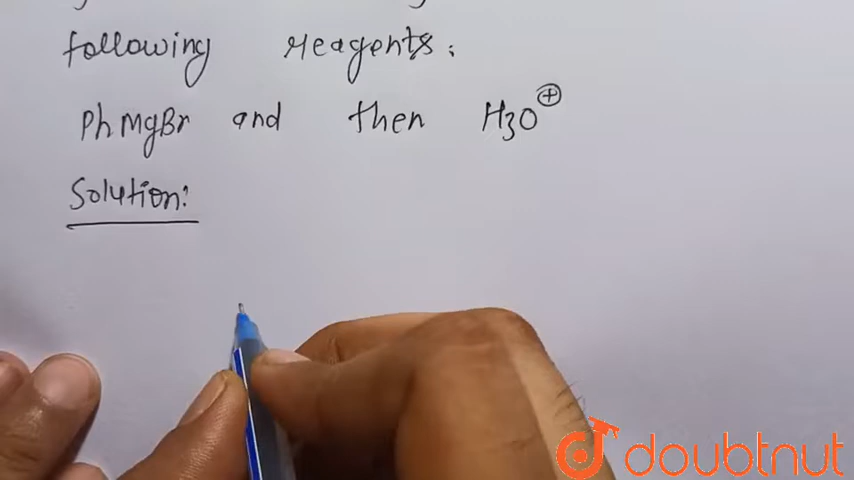 following reagents:
PhMgBr and then H3O⊕
Solution:
doubtnut